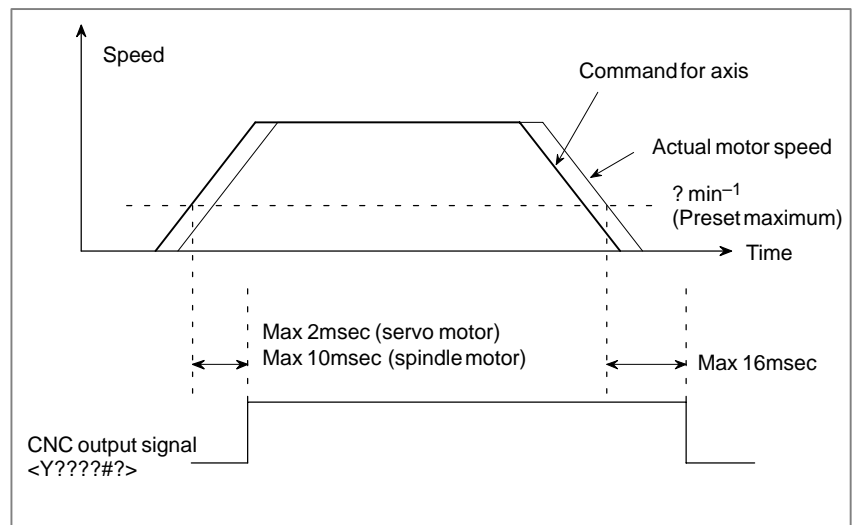 Speed
Command for axis
Actual motor speed
? min–1
(Preset maximum)
Time
Max 2msec (servo motor)
Max 10msec (spindle motor)
Max 16msec
CNC output signal
<Y????#?>